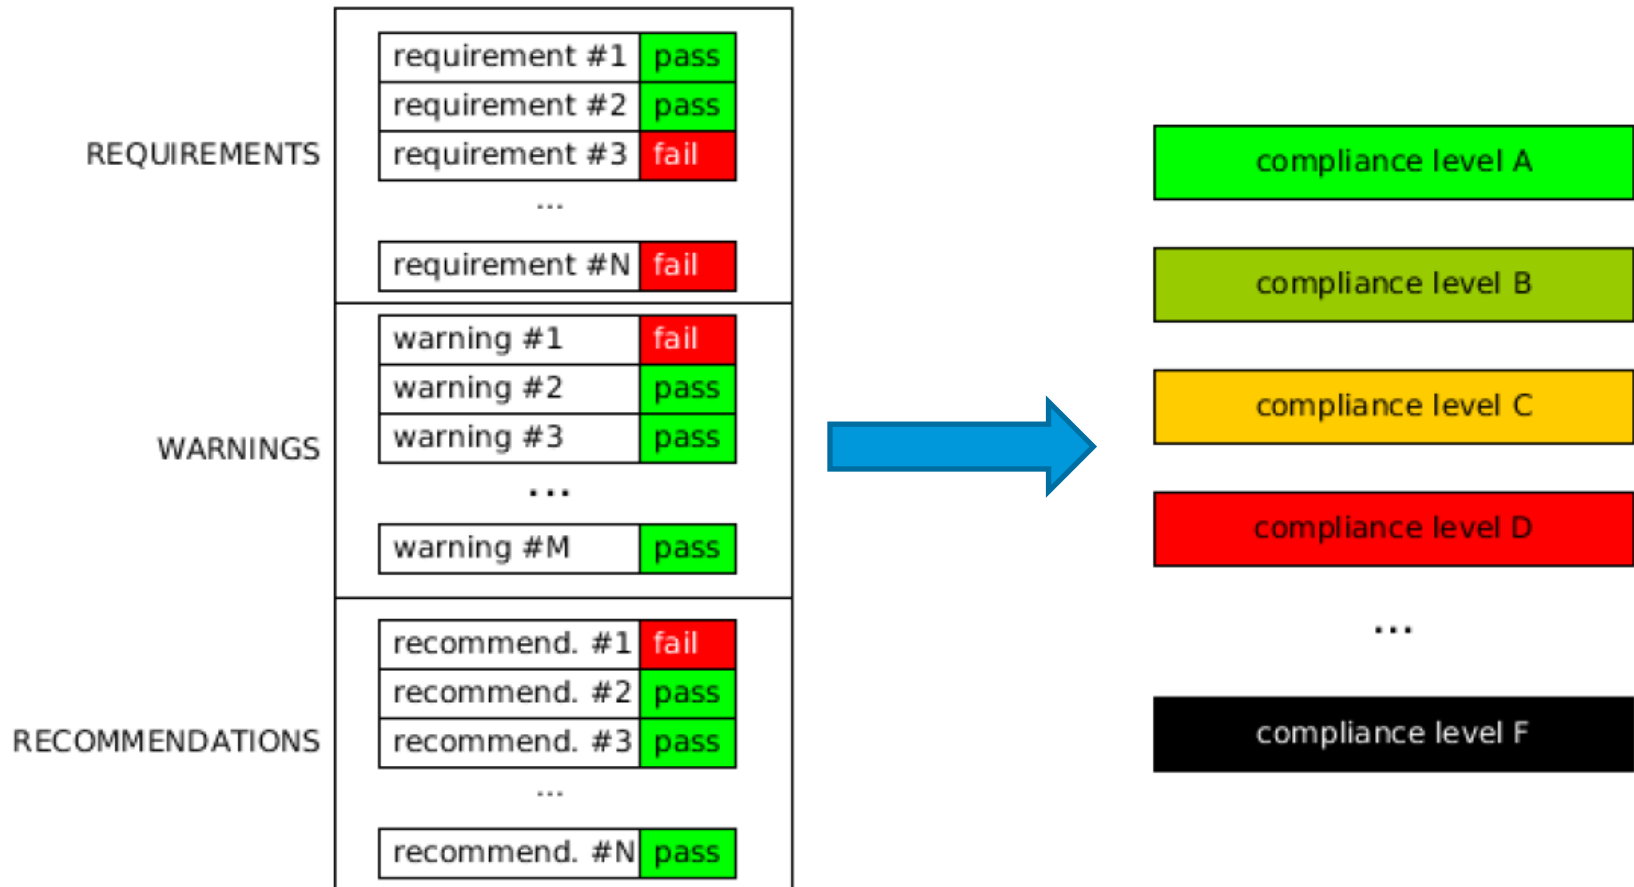 REQUIREMENTS
requirement #1 pass
requirement #2 pass
requirement #3 fail
...
requirement #N fail
WARNINGS
warning #1 fail
warning #2 pass
warning #3 pass
...
warning #M pass
RECOMMENDATIONS
recommend. #1 fail
recommend. #2 pass
recommend. #3 pass
...
recommend. #N pass
compliance level A
compliance level B
compliance level C
compliance level D
...
compliance level F